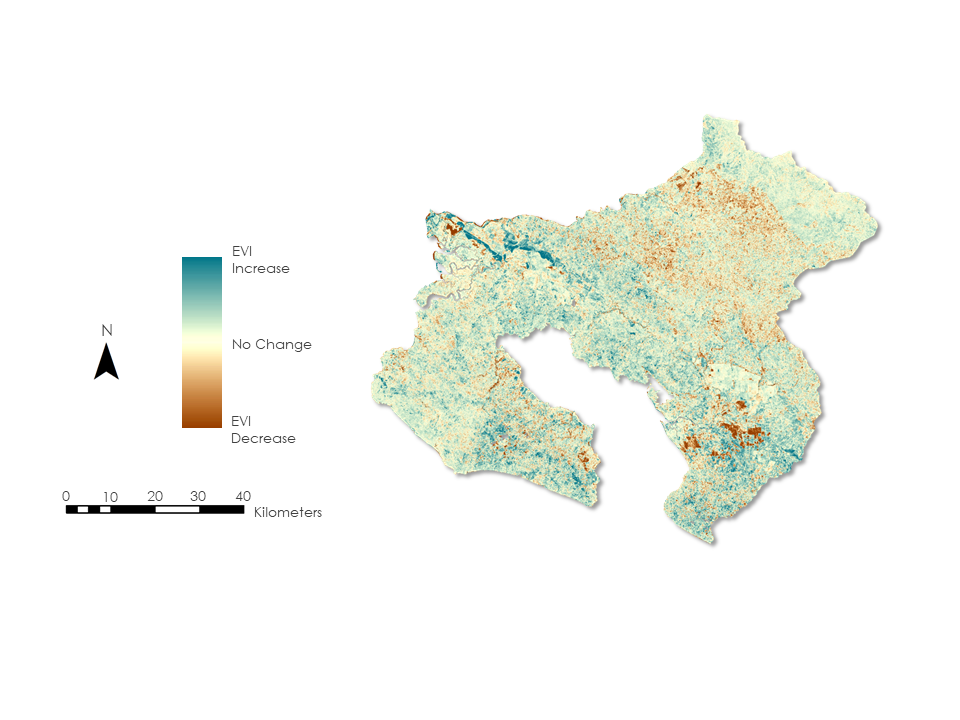 EVI
Increase
N
No Change
EVI
Decrease
0 10 20 30 40
Kilometers